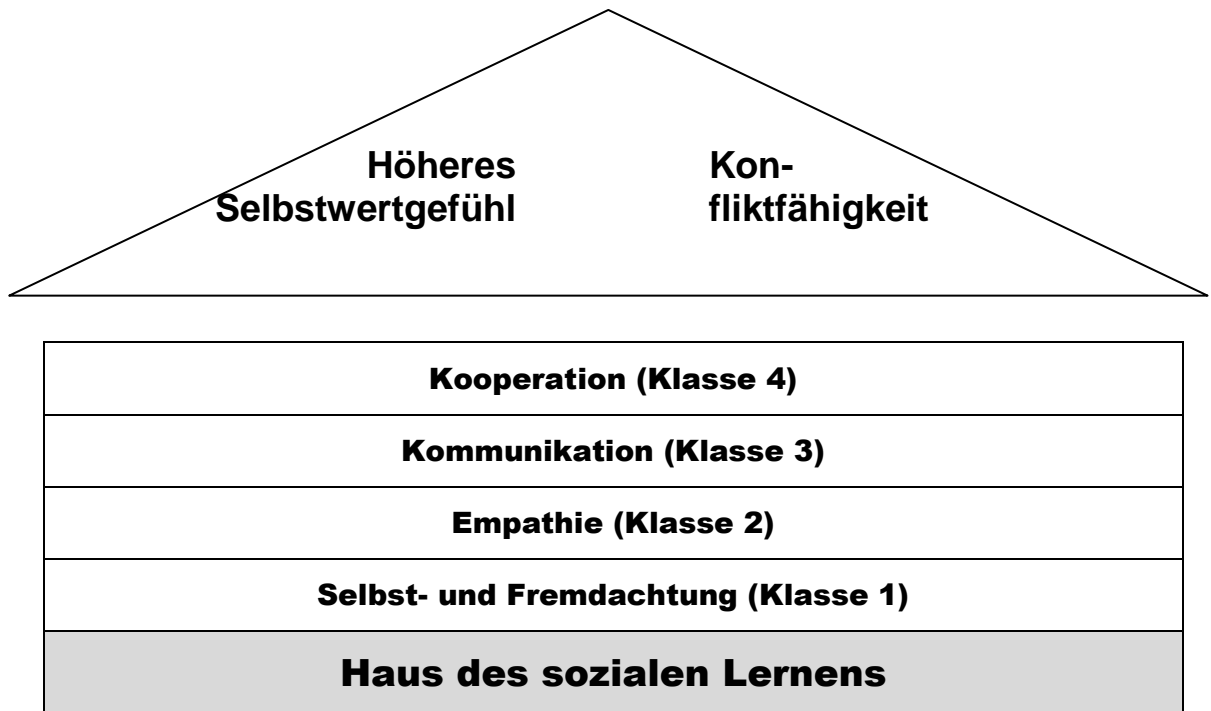 Höheres
Selbstwertgefühl
Kon-
fliktfähigkeit
Kooperation (Klasse 4)
Kommunikation (Klasse 3)
Empathie (Klasse 2)
Selbst- und Fremdachtung (Klasse 1)
Haus des sozialen Lernens